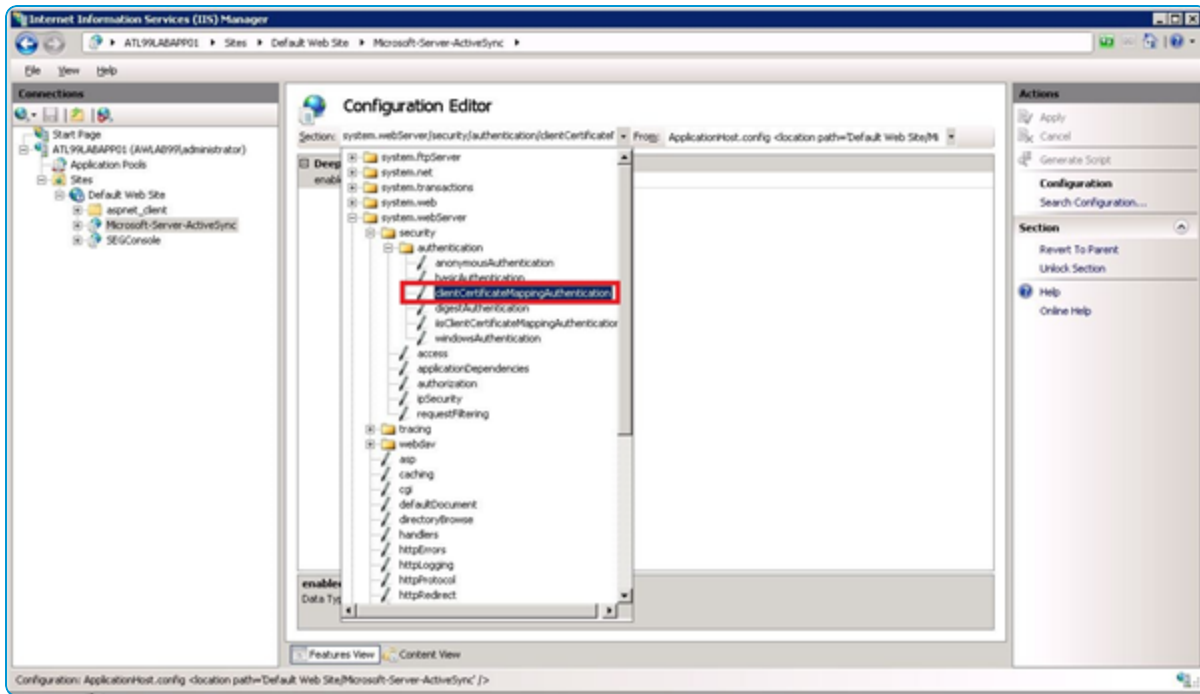 Internet Information Services (IIS) Manager
ATL99LABAPP01 Sites Default Web Site Microsoft-Server-ActiveSync
File View Help
Connections
Start Page
ATL99LABAPP01 (AWLAB99\administrator)
Application Pools
Sites
Default Web Site
aspnet_client
Microsoft-Server-ActiveSync
SEGConsole
Configuration Editor
Section: system.webServer/security/authentication/clientCertificateM From: ApplicationHost.config <location path='Default Web Site/Mi
Deep
enabl
system.ftpServer
system.net
system.transactions
system.web
system.webServer
security
authentication
anonymousAuthentication
basicAuthentication
clientCertificateMappingAuthentication
digestAuthentication
iisClientCertificateMappingAuthentication
windowsAuthentication
access
applicationDependencies
authorization
ipSecurity
requestFiltering
tracing
webdav
asp
caching
cgi
defaultDocument
directoryBrowse
handlers
httpErrors
httpLogging
httpProtocol
httpRedirect
enabled
Data Typ
Features View Content View
Actions
Apply
Cancel
Generate Script
Configuration
Search Configuration...
Section
Revert To Parent
Unlock Section
Help
Online Help
Configuration: ApplicationHost.config <location path='Default Web Site/Microsoft-Server-ActiveSync' />